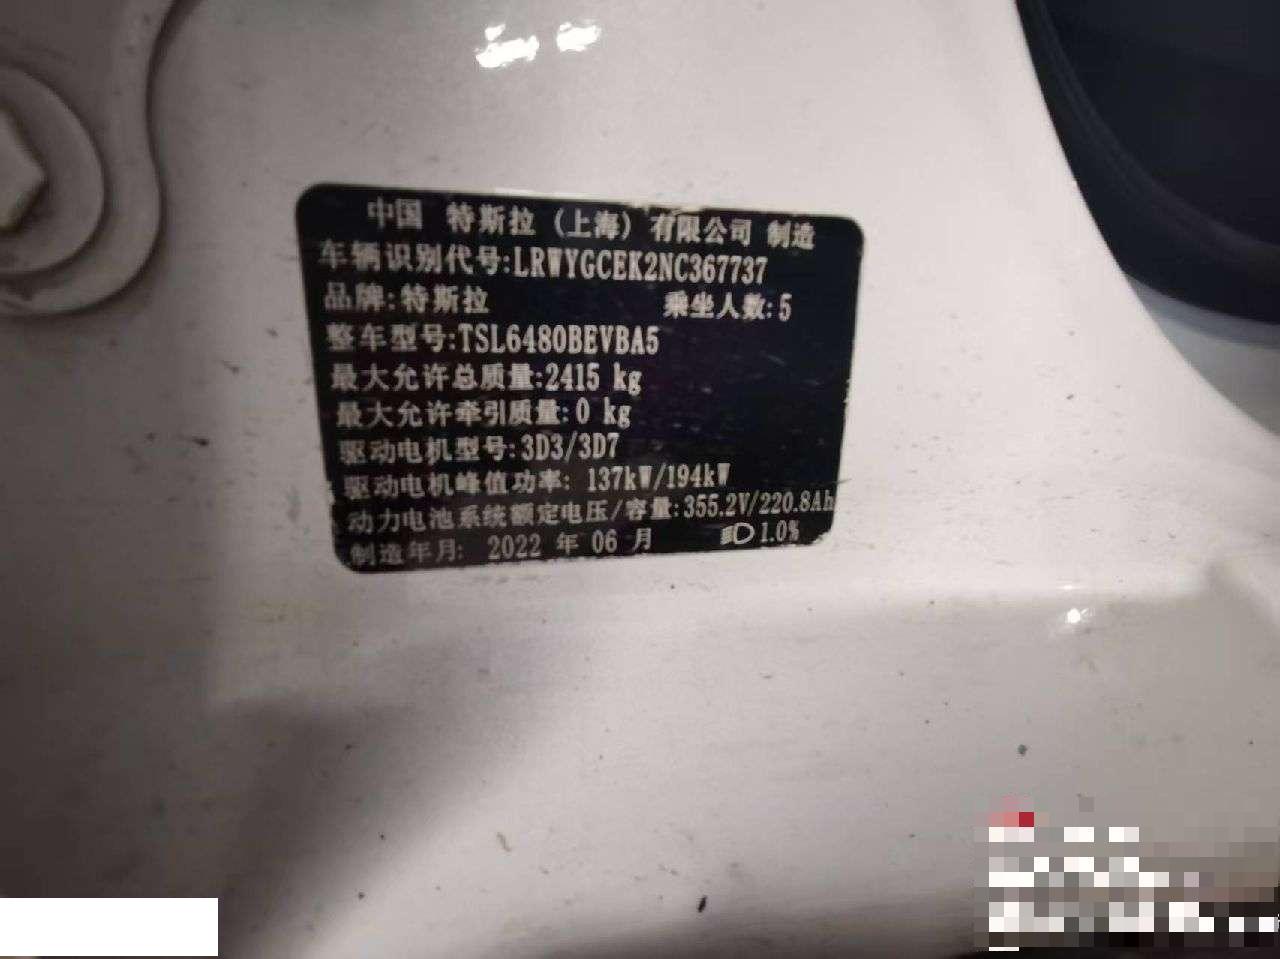 中国 特斯拉 (上海) 有限公司 制造
车辆识别代号:LRWYGCEK2NC367737
品牌:特斯拉 乘坐人数:5
整车型号:TSL6480BEVBA5
最大允许总质量:2415 kg
最大允许牵引质量:0 kg
驱动电机型号:3D3/3D7
驱动电机峰值功率: 137kW/194kW
动力电池系统额定电压/容量:355.2V/220.8Ah
制造年月: 2022 年 06 月 1.0%